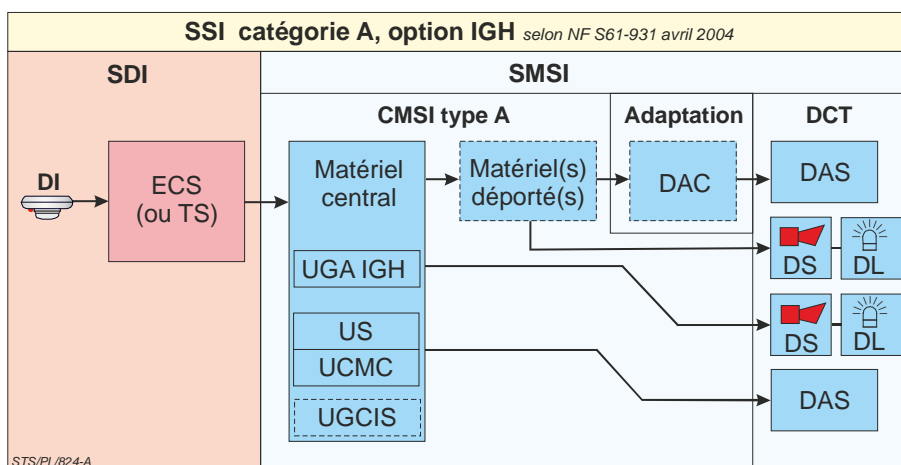 SSI catégorie A, option IGH selon NF S61-931 avril 2004
SDI
SMSI
CMSI type A
Adaptation
DCT
DI
ECS
(ou TS)
Matériel
central
Matériel(s)
déporté(s)
DAC
DAS
DS
DL
UGA IGH
DS
DL
US
UCMC
DAS
UGCIS
STS/PL/824-A